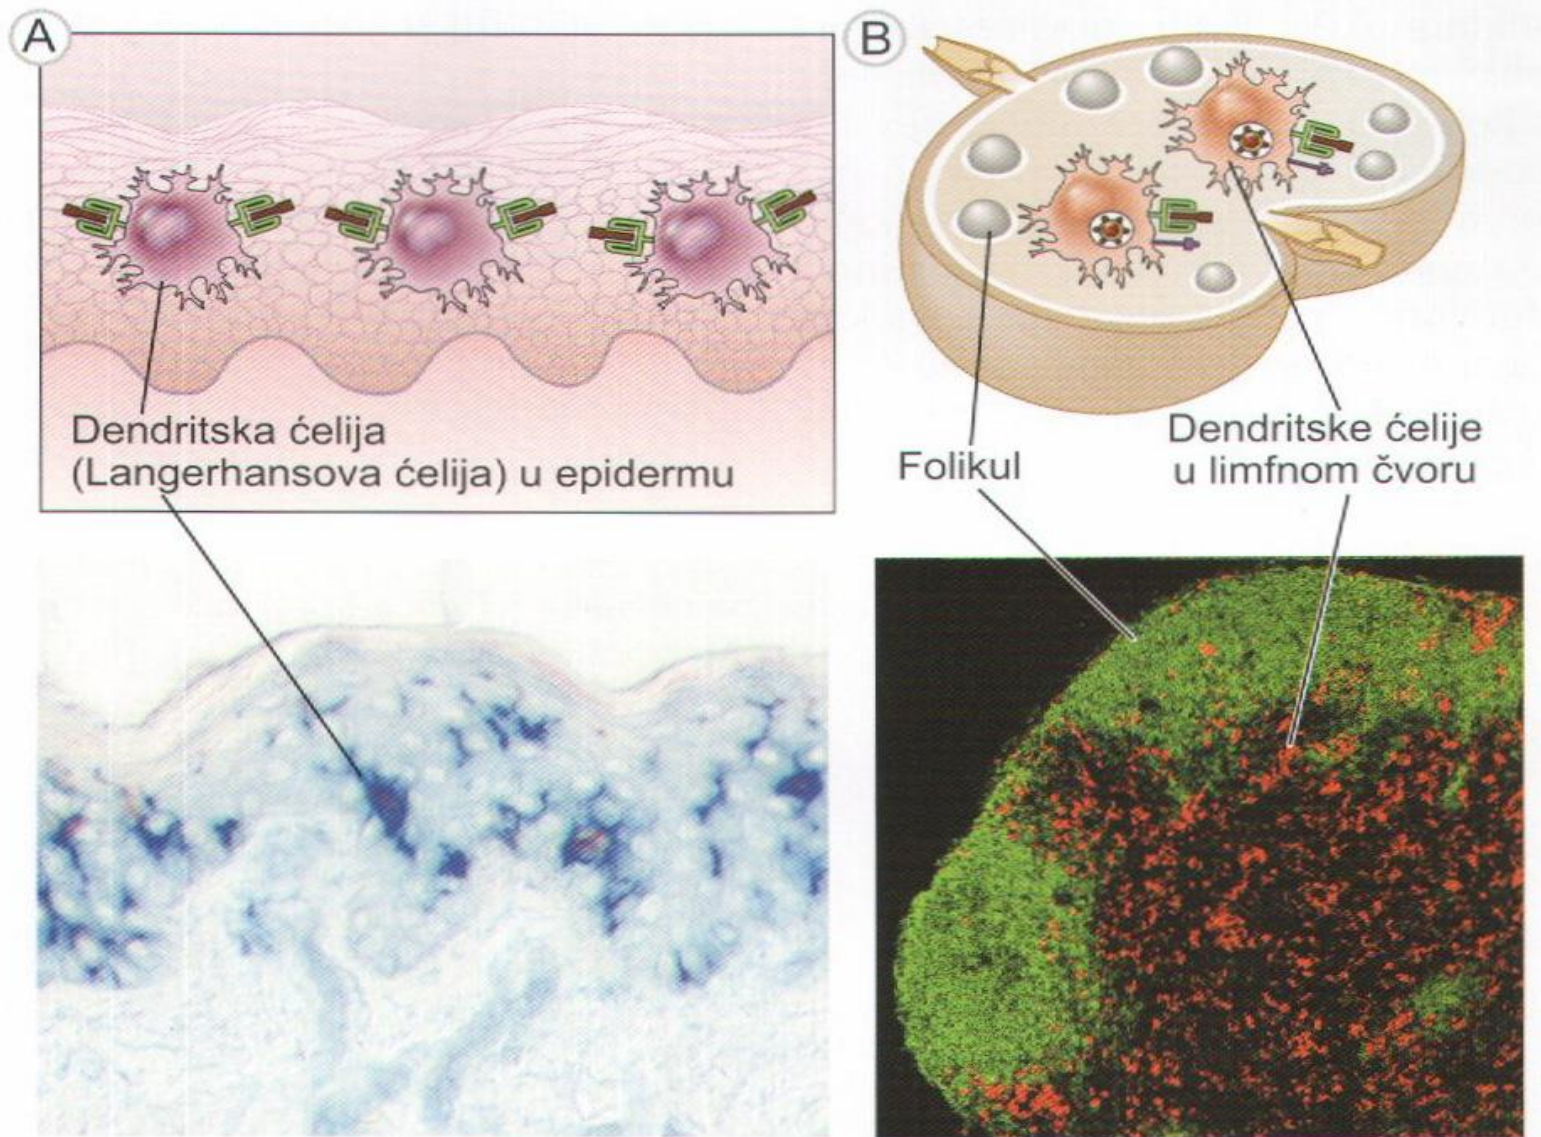 A
B
Dendritska ćelija
(Langerhansova ćelija) u epidermu
Folikul
Dendritske ćelije
u limfnom čvoru